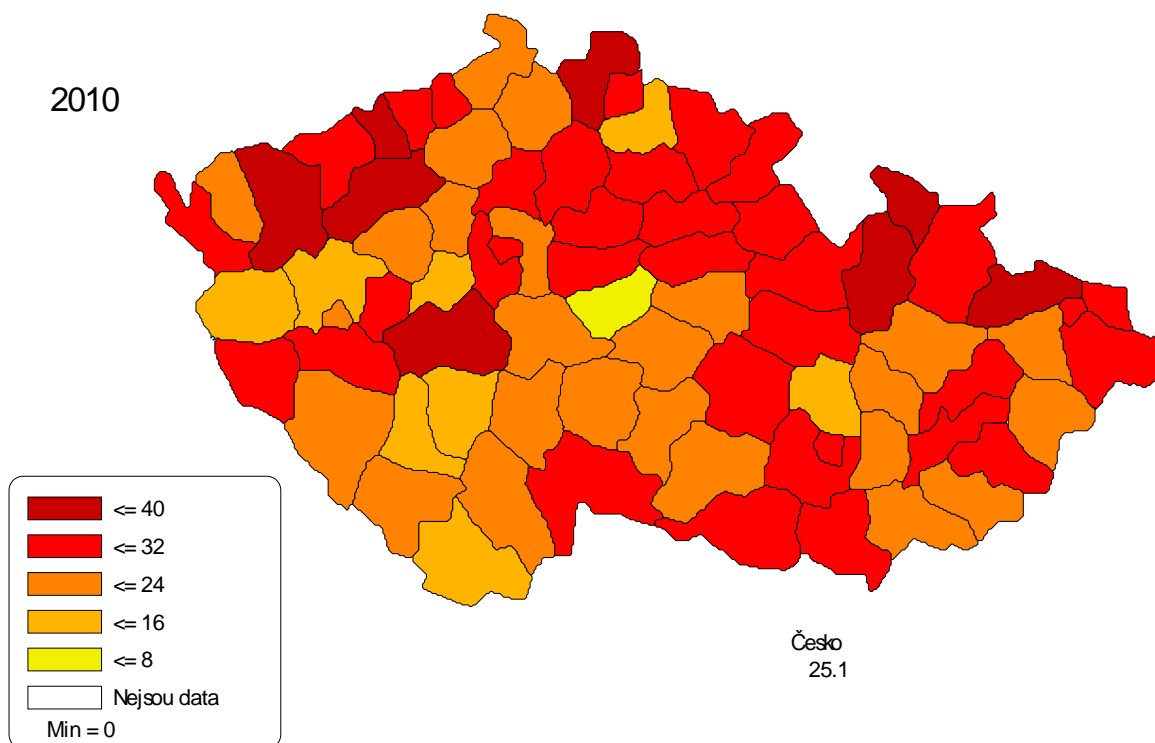 2010
<= 40
<= 32
<= 24
<= 16
<= 8
Nejsou data
Min = 0
Česko
25.1